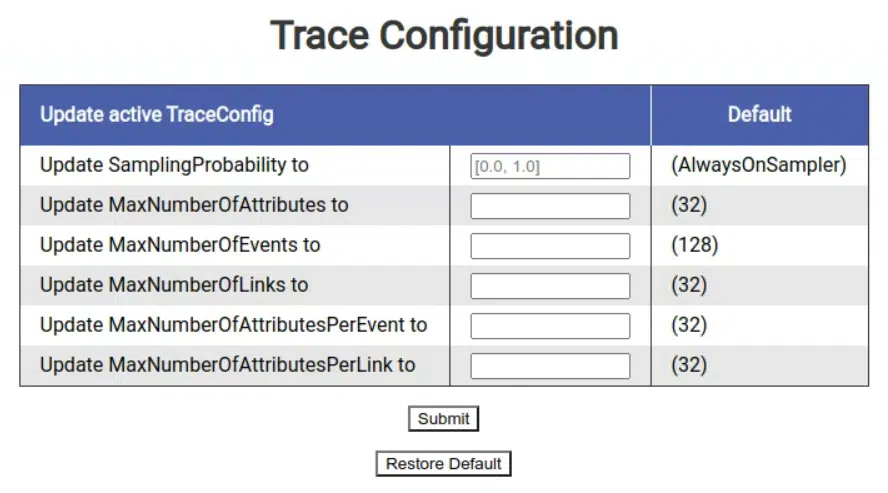 Trace Configuration
Update active TraceConfig Default
Update SamplingProbability to [0.0, 1.0] (AlwaysOnSampler)
Update MaxNumberOfAttributes to (32)
Update MaxNumberOfEvents to (128)
Update MaxNumberOfLinks to (32)
Update MaxNumberOfAttributesPerEvent to (32)
Update MaxNumberOfAttributesPerLink to (32)
Submit
Restore Default